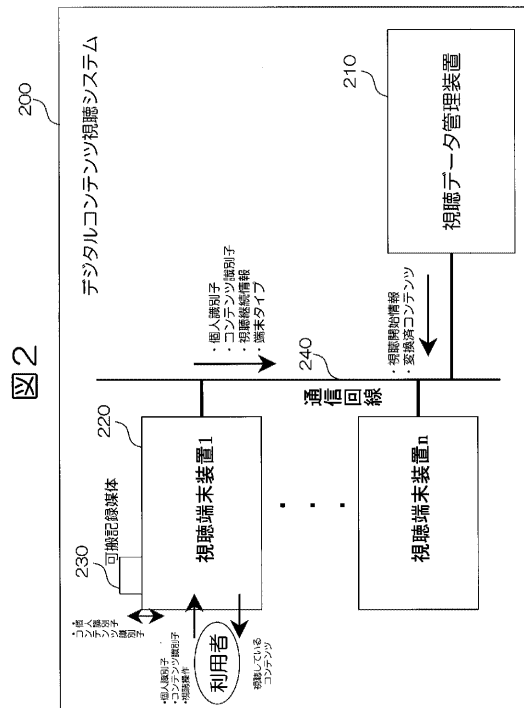 図2
200
デジタルコンテンツ視聴システム
230
可搬記録媒体
・個人識別子
・コンテンツ識別子
220
視聴端末装置1
・個人識別子
・コンテンツ識別子
・視聴操作
利用者
視聴している
コンテンツ
・個人識別子
・コンテンツ識別子
・視聴継続情報
・端末タイプ
240
通信回線
・・・
視聴端末装置n
・視聴開始情報
・変換済コンテンツ
210
視聴データ管理装置